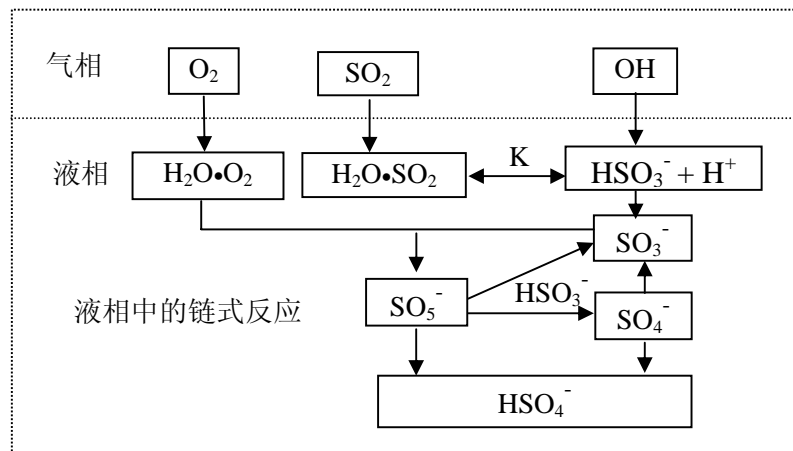 气相 O₂ SO₂ OH
液相 H₂O•O₂ H₂O•SO₂ K HSO₃⁻ + H⁺
SO₃⁻
液相中的链式反应 SO₅⁻ HSO₃⁻ SO₄⁻
HSO₄⁻